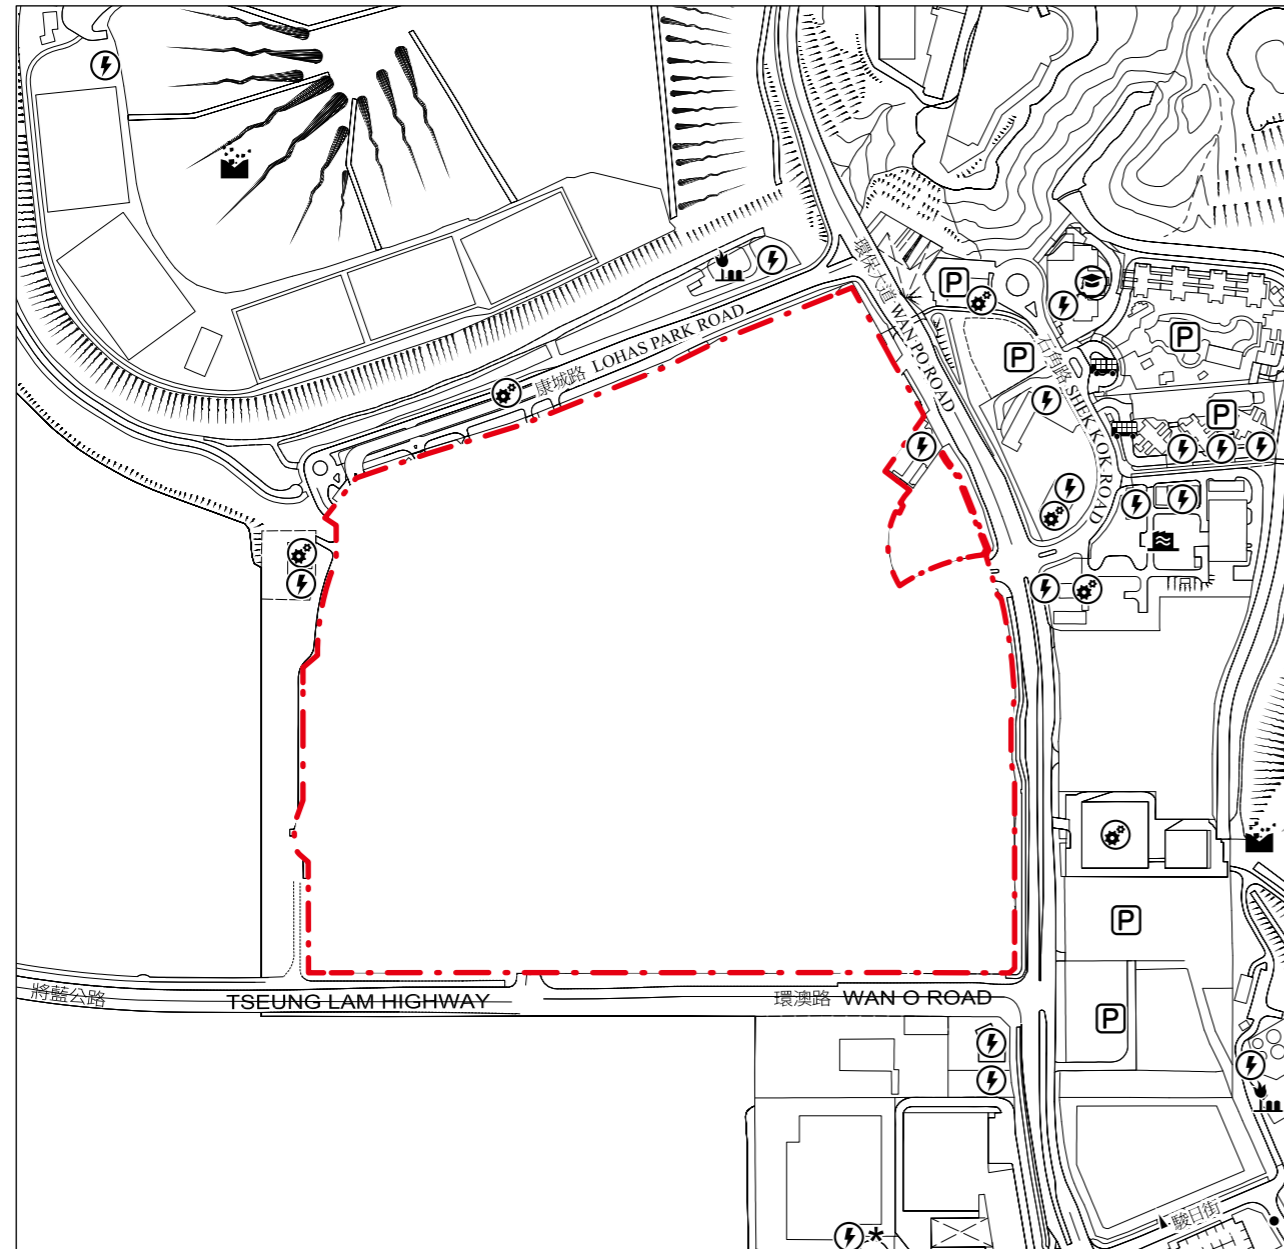 康城路 LOHAS PARK ROAD
環保大道 WAN PO ROAD
石角路 SHEK KOK ROAD
P
P
P
P
P
P
將藍公路
TSEUNG LAM HIGHWAY
環澳路 WAN O ROAD
駿日街
*